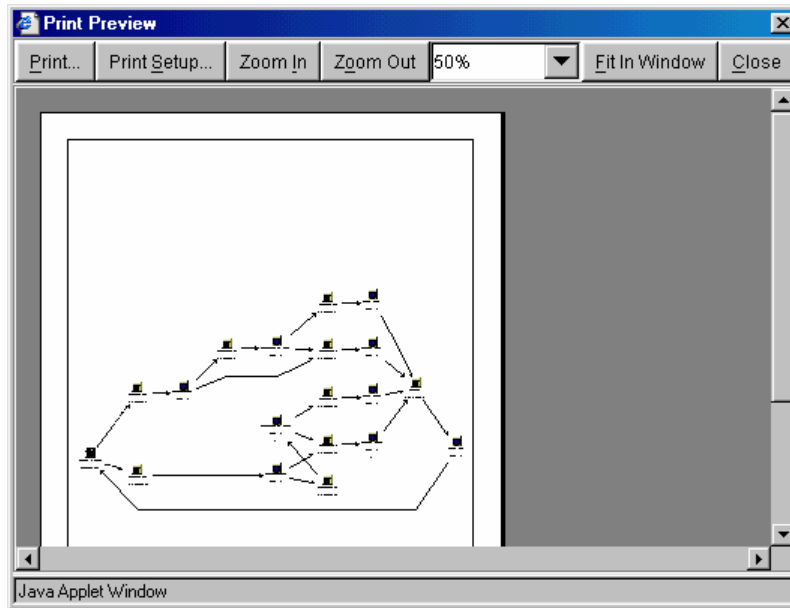 Print Preview
Print... Print Setup... Zoom In Zoom Out 50% Fit In Window Close
Java Applet Window